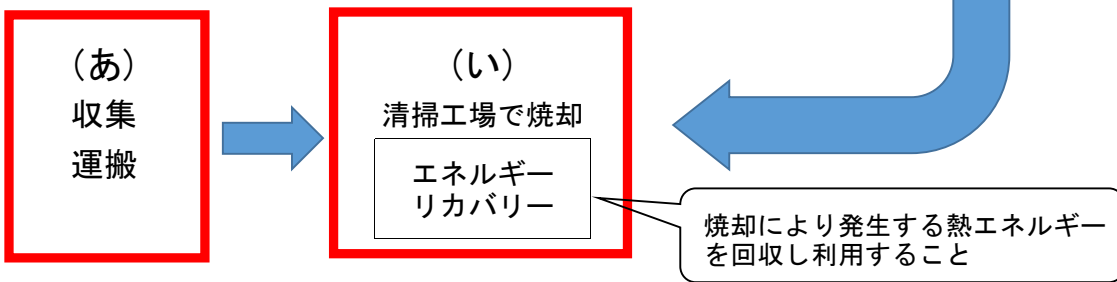 （あ）
収集
運搬
（い）
清掃工場で焼却
エネルギー
リカバリー
焼却により発生する熱エネルギー
を回収し利用すること